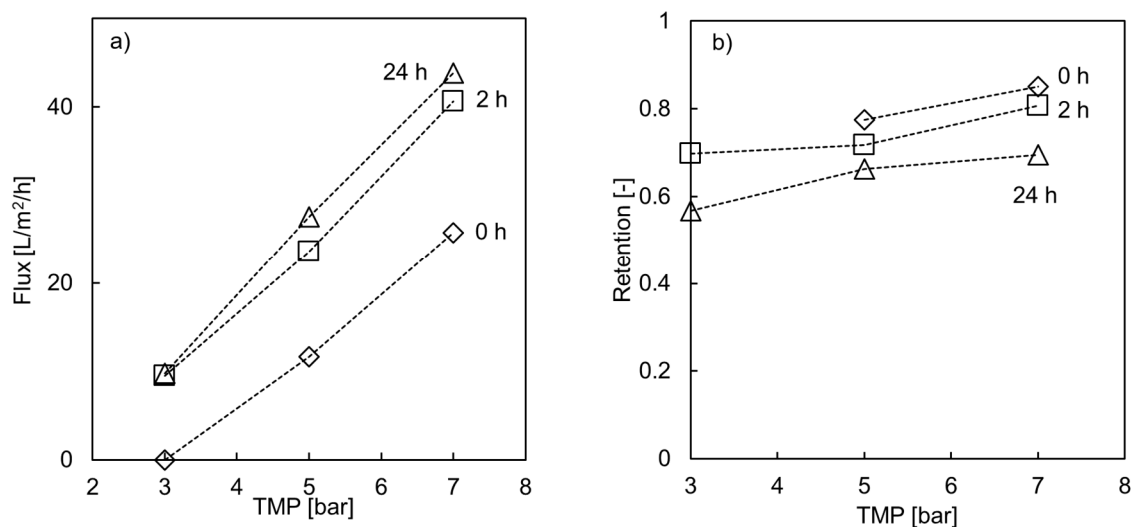 a)
Flux [L/m²/h]
40
20
0
24 h
2 h
0 h
2 3 4 5 6 7 8
TMP [bar]
b)
Retention [-]
1
0.8
0.6
0.4
0.2
0
0 h
2 h
24 h
3 4 5 6 7 8
TMP [bar]